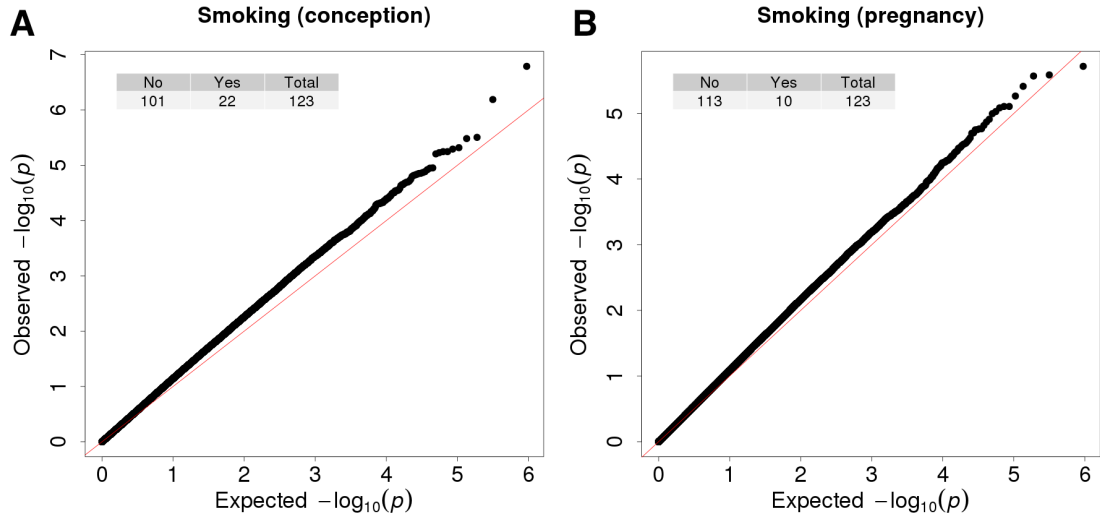 A
Smoking (conception)
No Yes Total
101 22 123
Observed −log10(p)
0 1 2 3 4 5 6 7
0 1 2 3 4 5 6
Expected −log10(p)
B
Smoking (pregnancy)
No Yes Total
113 10 123
Observed −log10(p)
0 1 2 3 4 5
0 1 2 3 4 5 6
Expected −log10(p)